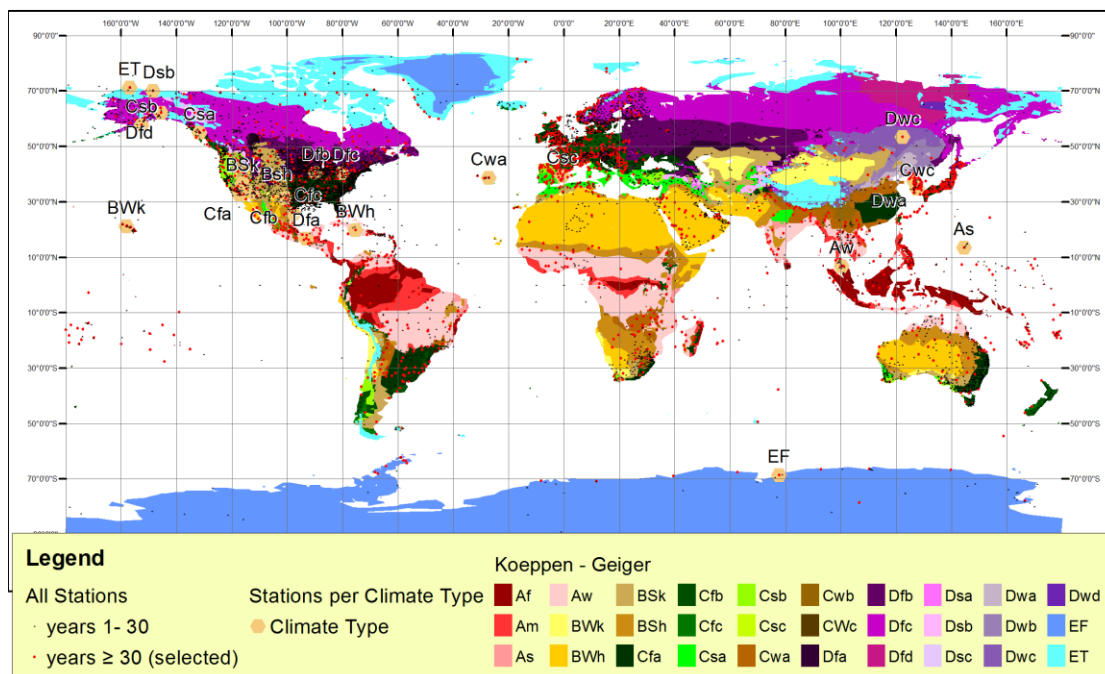 160°0'0"W 140°0'0"W 120°0'0"W 100°0'0"W 80°0'0"W 60°0'0"W 40°0'0"W 20°0'0"W 0°0'0" 20°0'0"E 40°0'0"E 60°0'0"E 80°0'0"E 100°0'0"E 120°0'0"E 140°0'0"E 160°0'0"E
90°0'0"N 90°0'0"N
ET Dsb
70°0'0"N 70°0'0"N
Csb Csa
Dfd Dwc
50°0'0"N 50°0'0"N
BSk Bsh Dfb Dfc Cwa Csc Cwc
Cfc
30°0'0"N 30°0'0"N
BWk Cfa Cfb Dfa BWh Dwa As
Aw
10°0'0"N 10°0'0"N
10°0'0"S 10°0'0"S
30°0'0"S 30°0'0"S
50°0'0"S 50°0'0"S
EF
70°0'0"S 70°0'0"S
Legend
Koeppen - Geiger
All Stations Stations per Climate Type
Af Aw BSk Cfb Csb Cwb Dfb Dsa Dwa Dwd
years 1- 30 Climate Type
Am BWk BSh Cfc Csc CWc Dfc Dsb Dwb EF
years ≥ 30 (selected)
As BWh Cfa Csa Cwa Dfa Dfd Dsc Dwc ET